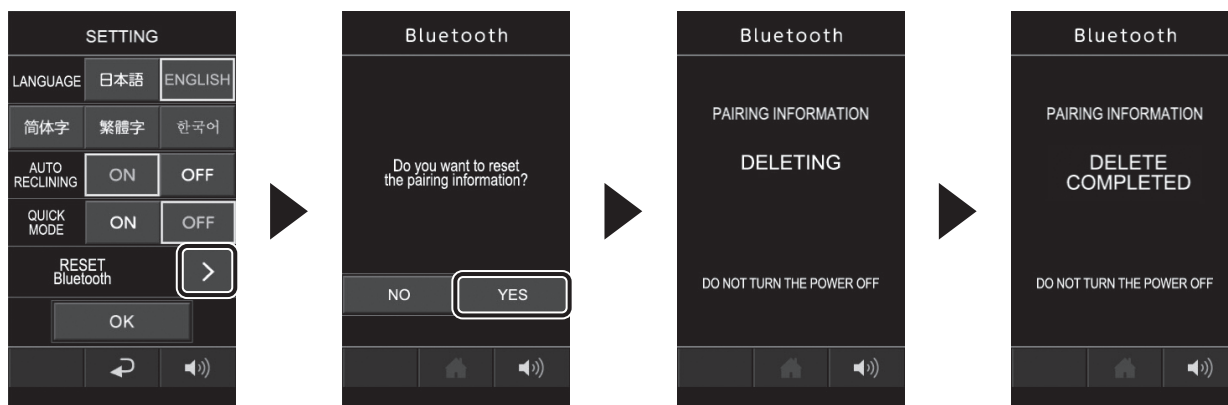 SETTING
LANGUAGE 日本語 ENGLISH
简体字 繁體字 한국어
AUTO
RECLINING ON OFF
QUICK
MODE ON OFF
RESET
Bluetooth >
OK
Bluetooth
Do you want to reset
the pairing information?
NO YES
Bluetooth
PAIRING INFORMATION
DELETING
DO NOT TURN THE POWER OFF
Bluetooth
PAIRING INFORMATION
DELETE
COMPLETED
DO NOT TURN THE POWER OFF